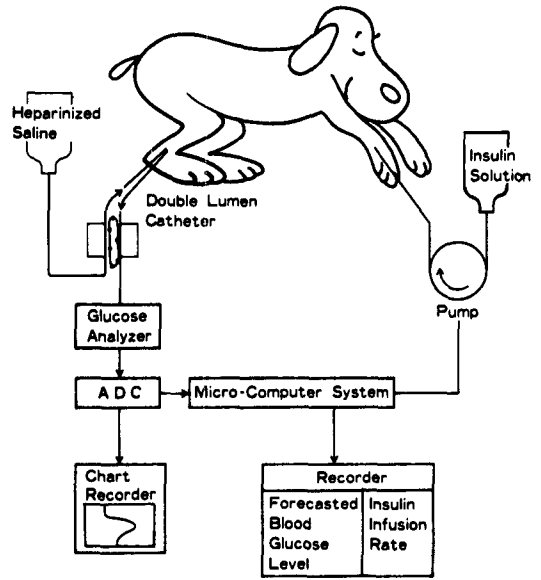 Heparinized
Saline
Insulin
Solution
Double Lumen
Catheter
Pump
Glucose
Analyzer
ADC
Micro-Computer System
Chart
Recorder
Recorder
Forecasted
Blood
Glucose
Level
Insulin
Infusion
Rate